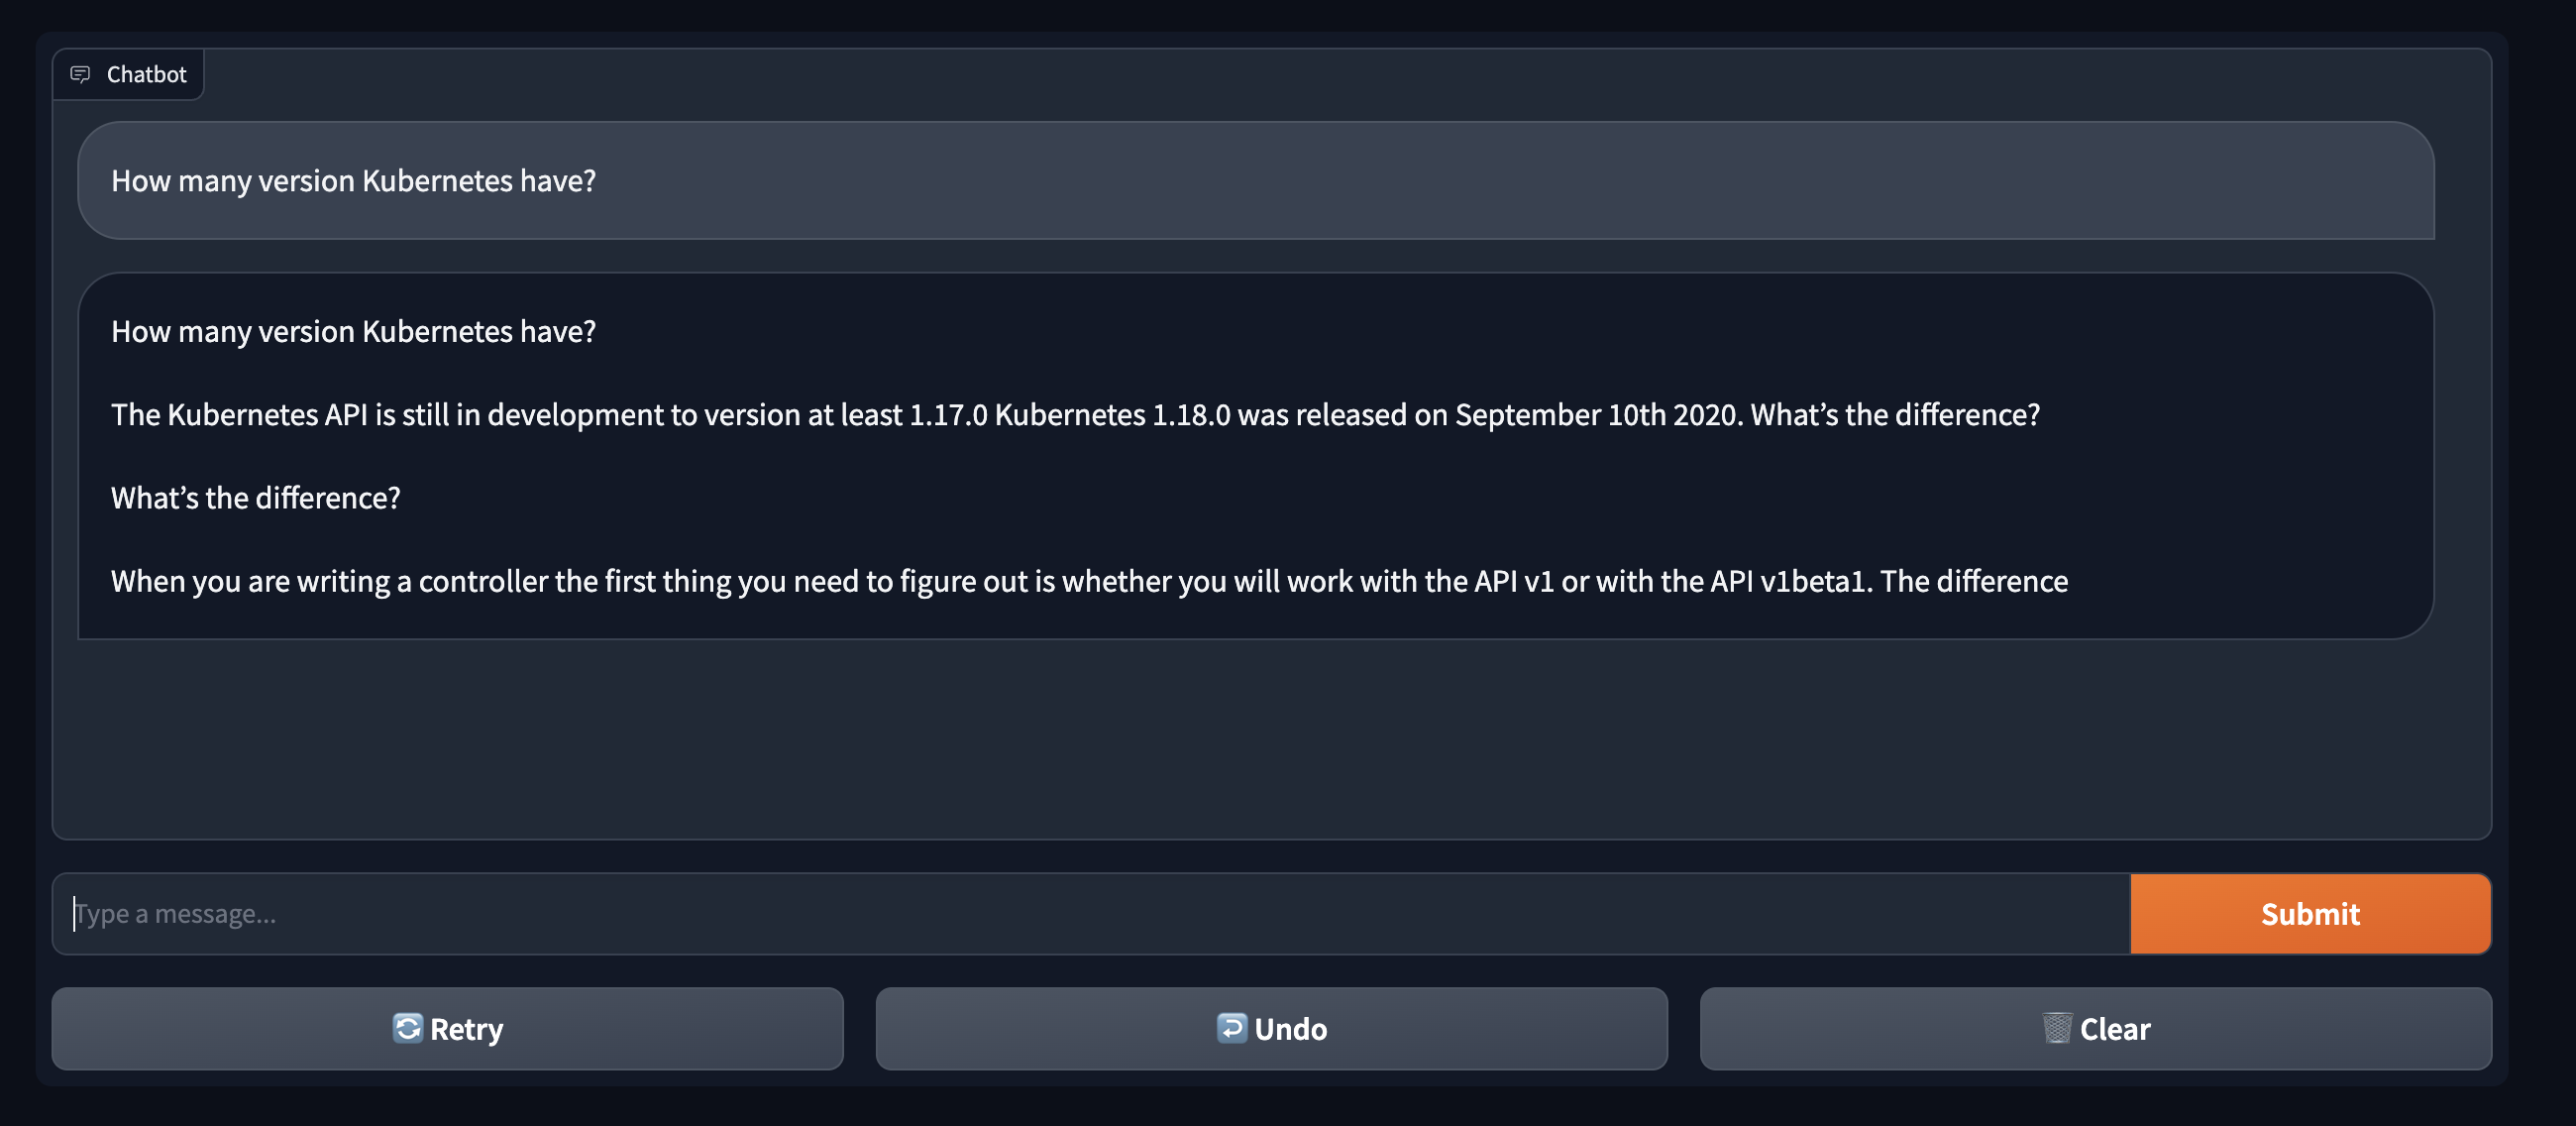 Chatbot
How many version Kubernetes have?
How many version Kubernetes have?
The Kubernetes API is still in development to version at least 1.17.0 Kubernetes 1.18.0 was released on September 10th 2020. What’s the difference?
What’s the difference?
When you are writing a controller the first thing you need to figure out is whether you will work with the API v1 or with the API v1beta1. The difference
Type a message...
Submit
Retry
Undo
Clear